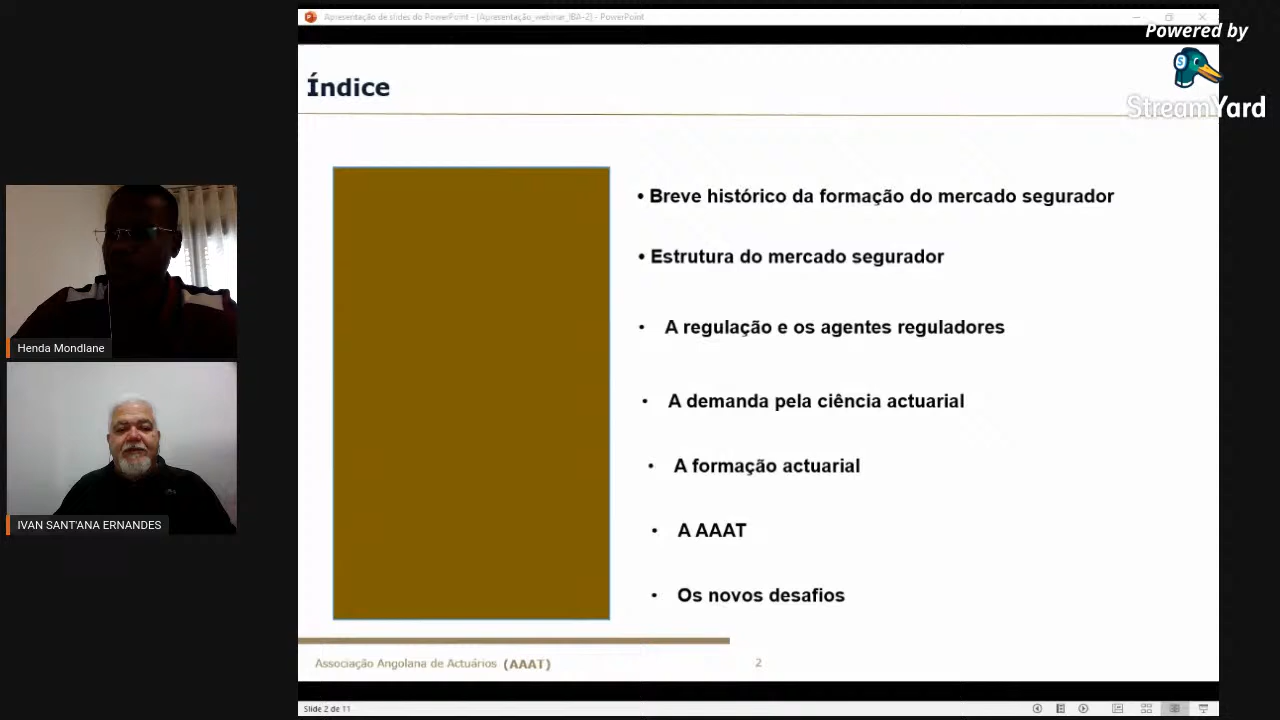 Apresentação de slides do PowerPoint - (Apresentação_webinar_IBA-2) - PowerPoint
Powered by
StreamYard
Índice
• Breve histórico da formação do mercado segurador
• Estrutura do mercado segurador
• A regulação e os agentes reguladores
• A demanda pela ciência actuarial
• A formação actuarial
• A AAAT
• Os novos desafios
Henda Mondlane
IVAN SANT'ANA ERNANDES
Associação Angolana de Actuários (AAAT)
2
Slide 2 de 11